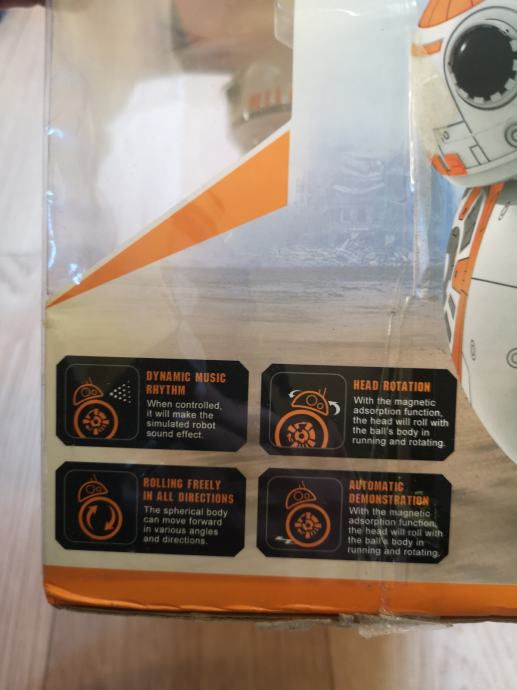 DYNAMIC MUSIC
RHYTHM
When controlled,
it will make the
simulated robot
sound effect.
HEAD ROTATION
With the magnetic
adsorption function,
the head will roll with
the ball's body in
running and rotating.
ROLLING FREELY
IN ALL DIRECTIONS
The spherical body
can move forward
in various angles
and directions.
AUTOMATIC
DEMONSTRATION
With the magnetic
adsorption function,
the head will roll with
the ball's body in
running and rotating.